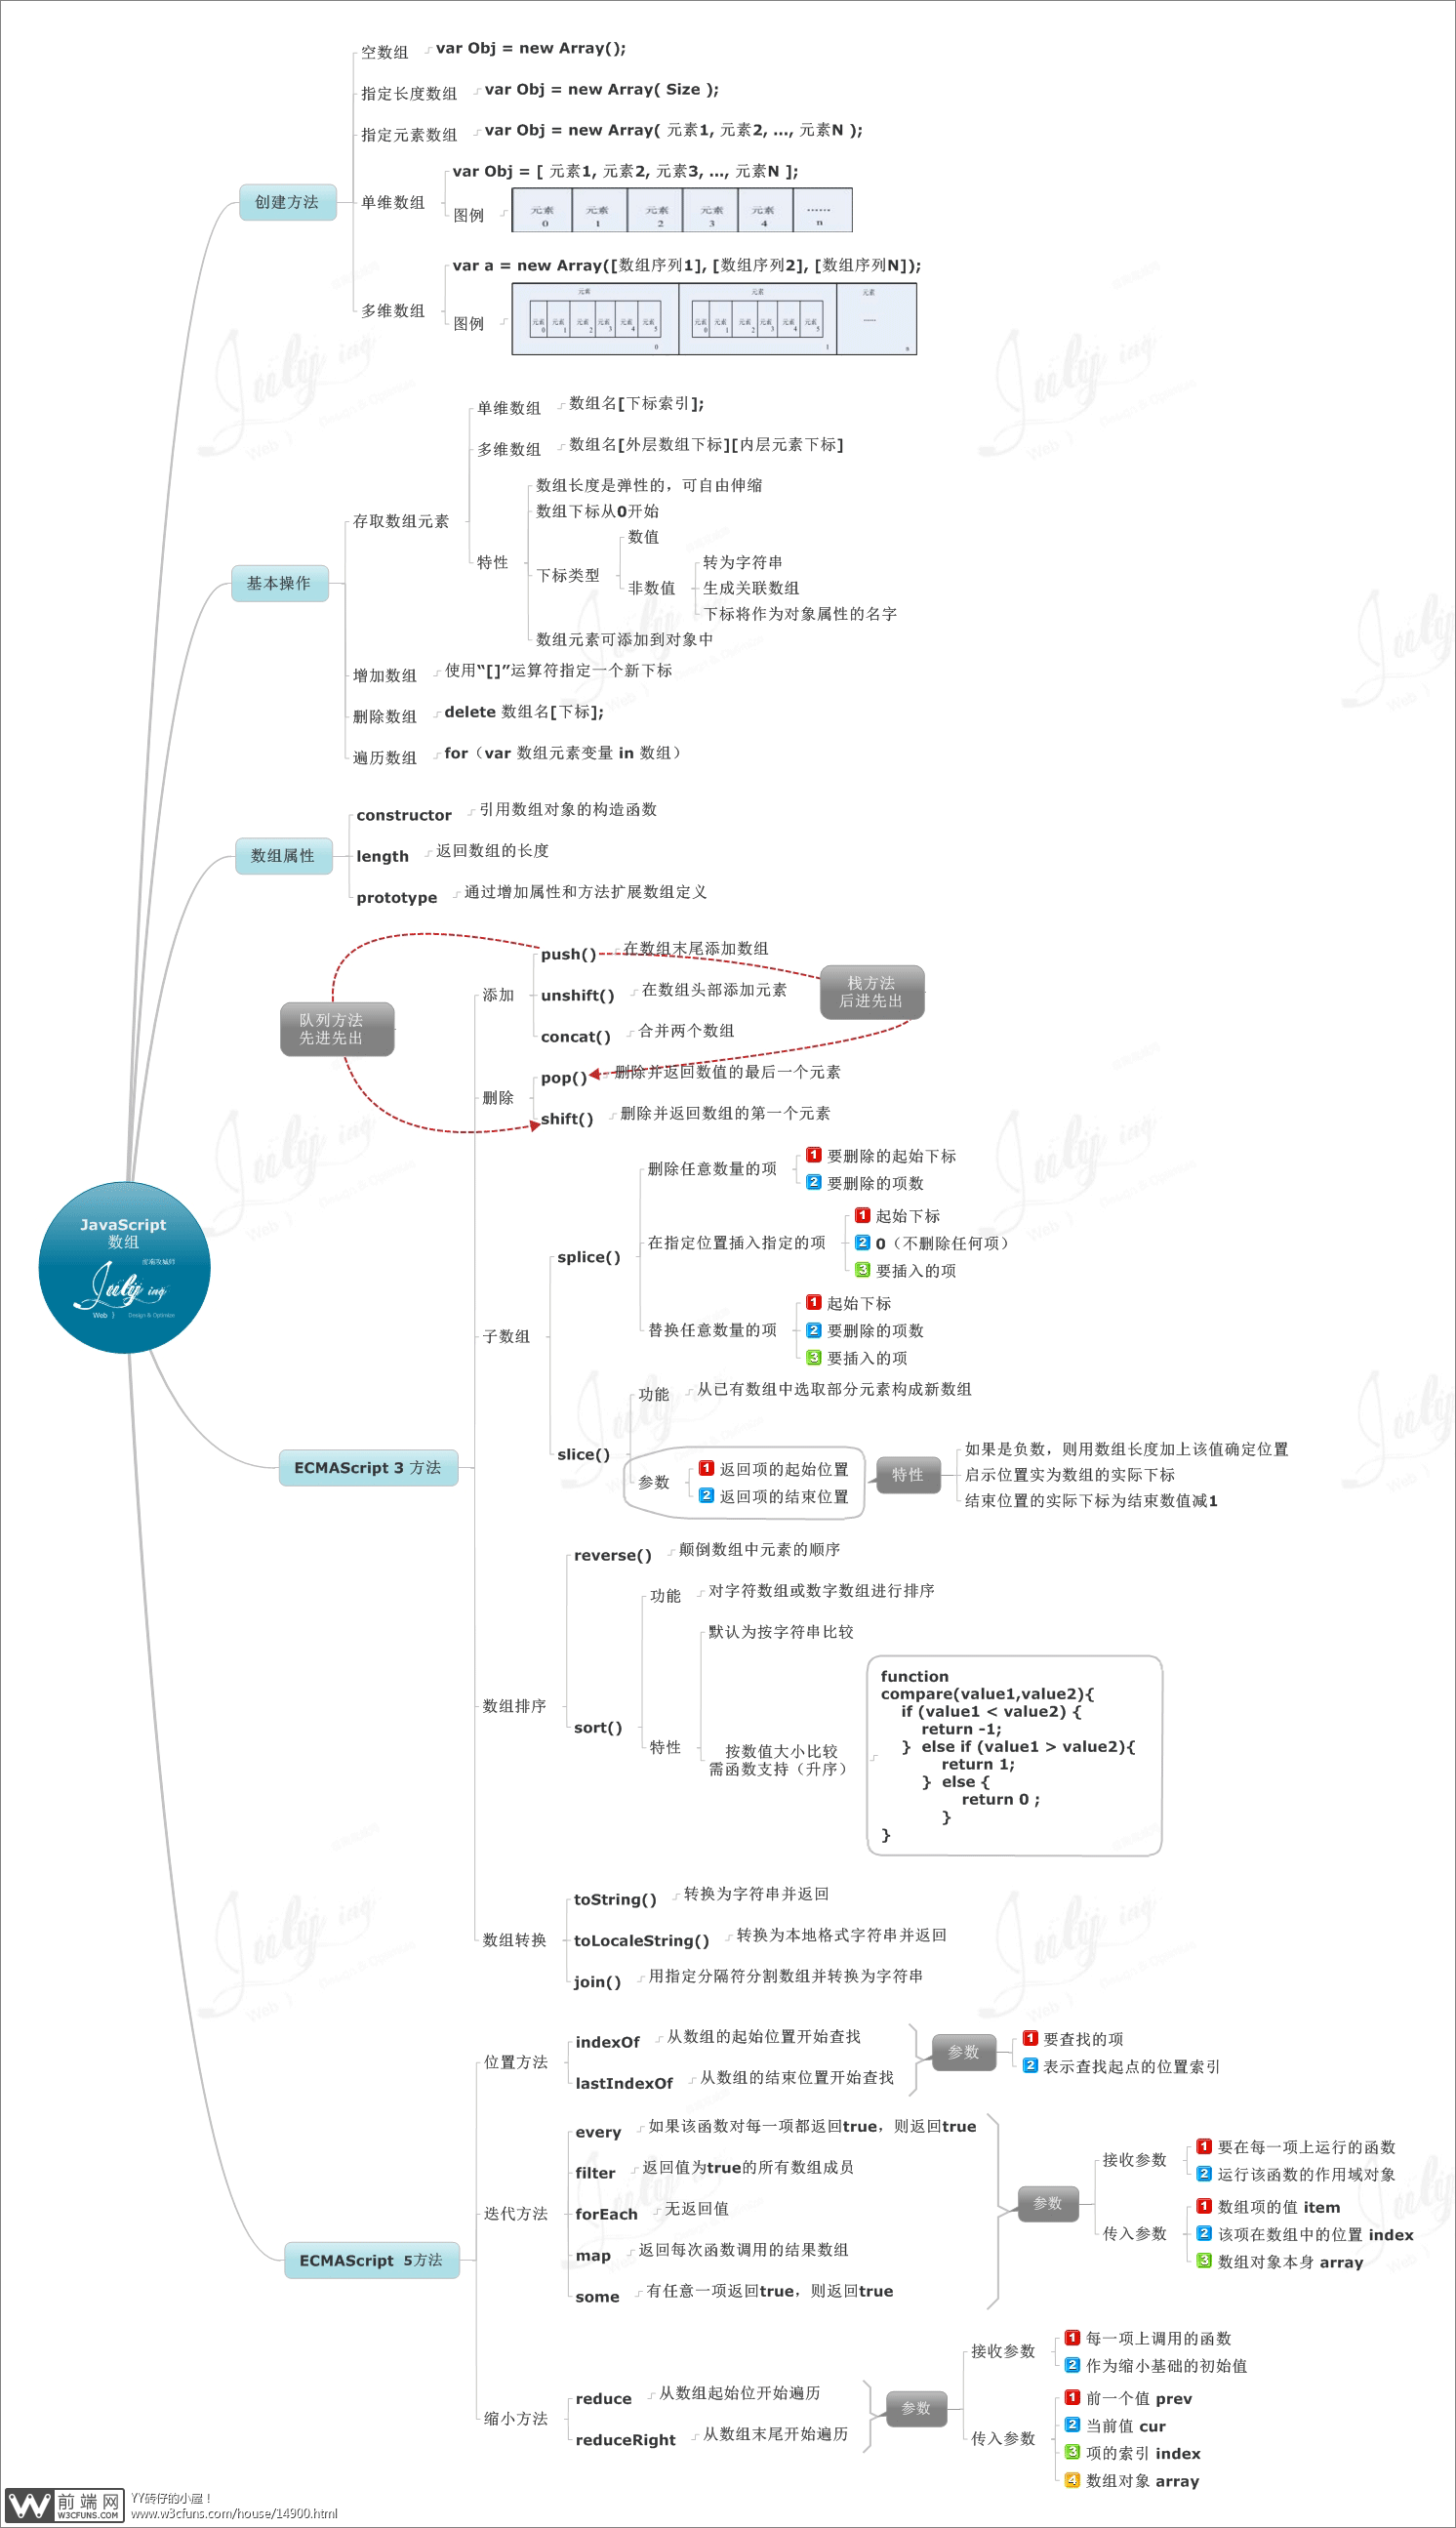 空数组
var Obj = new Array();
指定长度数组
var Obj = new Array( Size );
指定元素数组
var Obj = new Array( 元素1, 元素2, ..., 元素N );
创建方法
单维数组
var Obj = [ 元素1, 元素2, 元素3, ..., 元素N ];
图例
元素 元素 元素 元素 元素 ······
0 1 2 3 4 n
多维数组
var a = new Array([数组序列1], [数组序列2], [数组序列N]);
图例
元素 元素 元素
元素 元素 元素 元素 元素 元素 元素 元素 元素 元素 元素 元素
0 1 2 3 4 5 0 1 2 3 4 5
0 1 n
基本操作
存取数组元素
单维数组
数组名[下标索引];
多维数组
数组名[外层数组下标][内层元素下标]
特性
数组长度是弹性的，可自由伸缩
数组下标从0开始
下标类型
数值
非数值
转为字符串
生成关联数组
下标将作为对象属性的名字
数组元素可添加到对象中
增加数组
使用“[]”运算符指定一个新下标
删除数组
delete 数组名[下标];
遍历数组
for（var 数组元素变量 in 数组）
数组属性
constructor
引用数组对象的构造函数
length
返回数组的长度
prototype
通过增加属性和方法扩展数组定义
JavaScript
数组
July ing
Web }
Design & Optimize
ECMAScript 3 方法
添加
push()
在数组末尾添加数组
unshift()
在数组头部添加元素
concat()
合并两个数组
栈方法
后进先出
队列方法
先进先出
删除
pop()
删除并返回数值的最后一个元素
shift()
删除并返回数组的第一个元素
子数组
splice()
删除任意数量的项
1 要删除的起始下标
2 要删除的项数
在指定位置插入指定的项
1 起始下标
2 0（不删除任何项）
3 要插入的项
替换任意数量的项
1 起始下标
2 要删除的项数
3 要插入的项
slice()
功能
从已有数组中选取部分元素构成新数组
参数
1 返回项的起始位置
2 返回项的结束位置
特性
如果是负数，则用数组长度加上该值确定位置
启示位置实为数组的实际下标
结束位置的实际下标为结束数值减1
数组排序
reverse()
颠倒数组中元素的顺序
sort()
功能
对字符数组或数字数组进行排序
特性
默认为按字符串比较
按数值大小比较
需函数支持（升序）
function
compare(value1,value2){
if (value1 < value2) {
return -1;
} else if (value1 > value2){
return 1;
} else {
return 0 ;
}
}
数组转换
toString()
转换为字符串并返回
toLocaleString()
转换为本地格式字符串并返回
join()
用指定分隔符分割数组并转换为字符串
ECMAScript 5方法
位置方法
indexOf
从数组的起始位置开始查找
lastIndexOf
从数组的结束位置开始查找
参数
1 要查找的项
2 表示查找起点的位置索引
迭代方法
every
如果该函数对每一项都返回true，则返回true
filter
返回值为true的所有数组成员
forEach
无返回值
map
返回每次函数调用的结果数组
some
有任意一项返回true，则返回true
参数
接收参数
1 要在每一项上运行的函数
2 运行该函数的作用域对象
传入参数
1 数组项的值 item
2 该项在数组中的位置 index
3 数组对象本身 array
缩小方法
reduce
从数组起始位开始遍历
reduceRight
从数组末尾开始遍历
参数
接收参数
1 每一项上调用的函数
2 作为缩小基础的初始值
传入参数
1 前一个值 prev
2 当前值 cur
3 项的索引 index
4 数组对象 array
W 前端网
W3CFUNS.COM
YY砖仔的小屋！
www.w3cfuns.com/house/14900.html